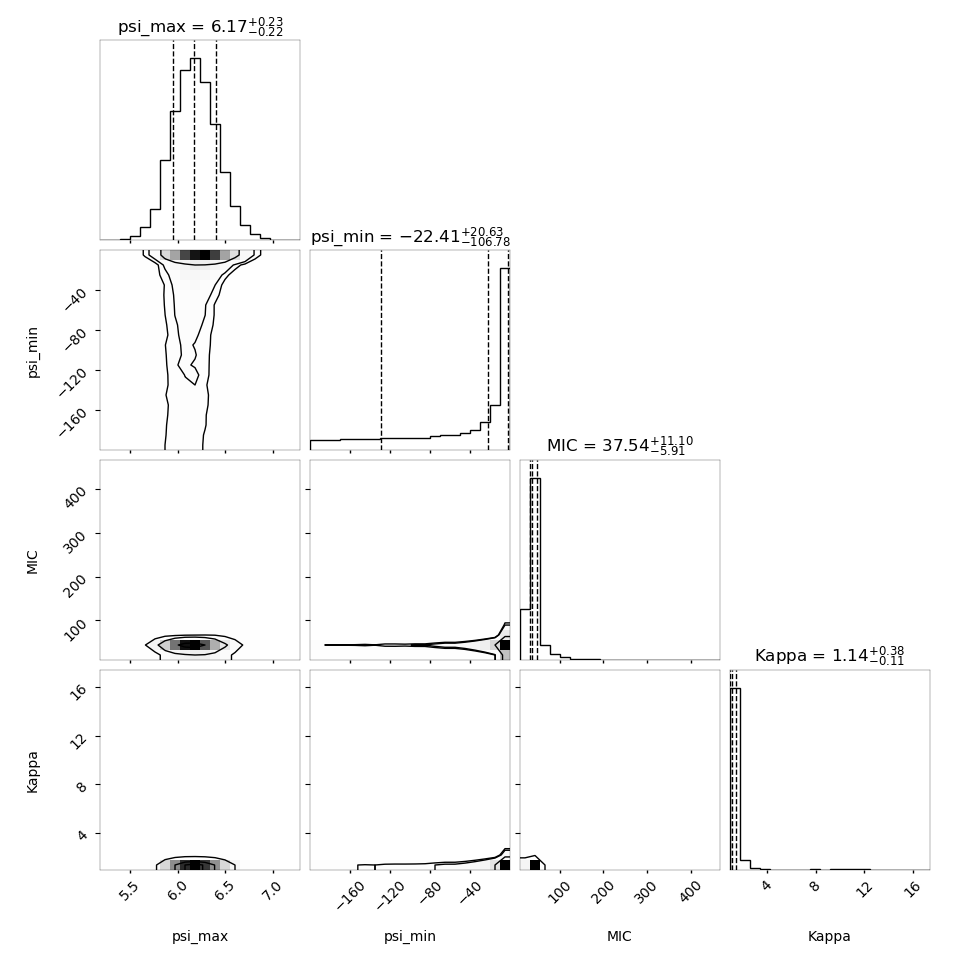 psi_max = 6.17 +0.23 −0.22
psi_min = −22.41 +20.63 −106.78
−40
−80
−120
−160
psi_min
MIC = 37.54 +11.10 −5.91
400
300
200
100
MIC
Kappa = 1.14 +0.38 −0.11
16
12
8
4
Kappa
5.5 6.0 6.5 7.0 −160 −120 −80 −40 100 200 300 400 4 8 12 16
psi_max psi_min MIC Kappa